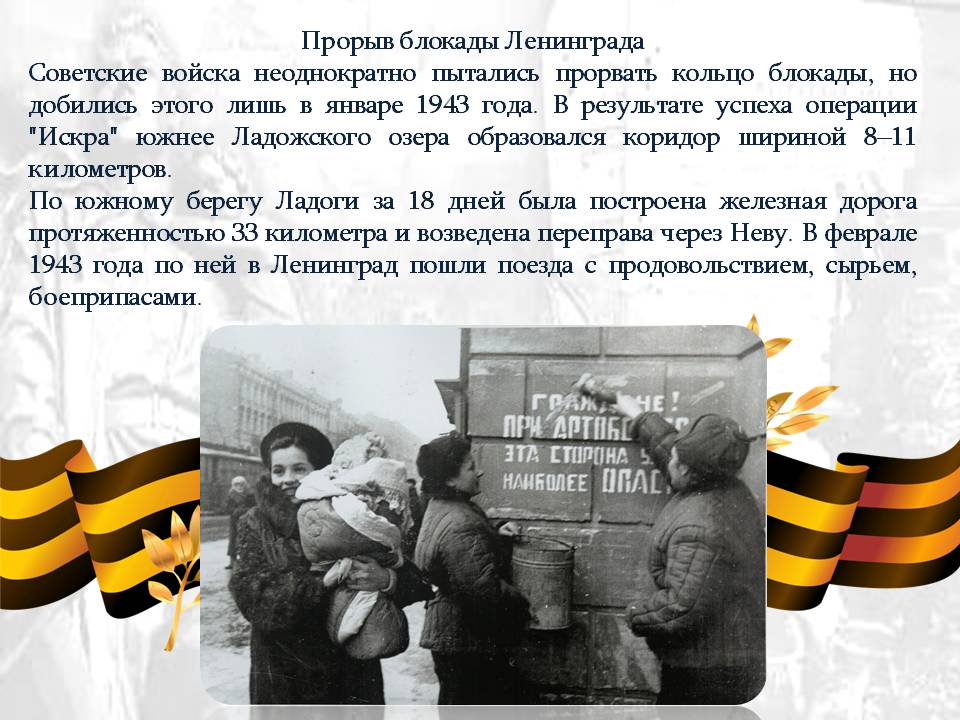 Прорыв блокады Ленинграда
Советские войска неоднократно пытались прорвать кольцо блокады, но
добились этого лишь в январе 1943 года. В результате успеха операции
"Искра" южнее Ладожского озера образовался коридор шириной 8–11
километров.
По южному берегу Ладоги за 18 дней была построена железная дорога
протяженностью 33 километра и возведена переправа через Неву. В феврале
1943 года по ней в Ленинград пошли поезда с продовольствием, сырьем,
боеприпасами.
ГРАЖДАНЕ!
ПРИ АРТОБС
ЭТА СТОРОНА
НАИБОЛЕЕ ОПАС